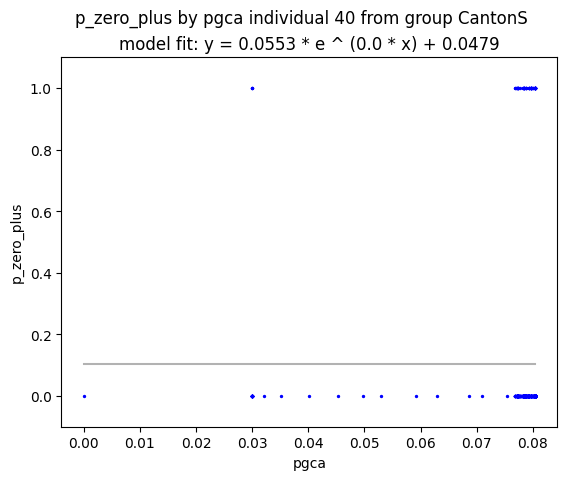 p_zero_plus by pgca individual 40 from group CantonS
model fit: y = 0.0553 * e ^ (0.0 * x) + 0.0479
1.0
0.8
0.6
0.4
0.2
0.0
p_zero_plus
0.00 0.01 0.02 0.03 0.04 0.05 0.06 0.07 0.08
pgca